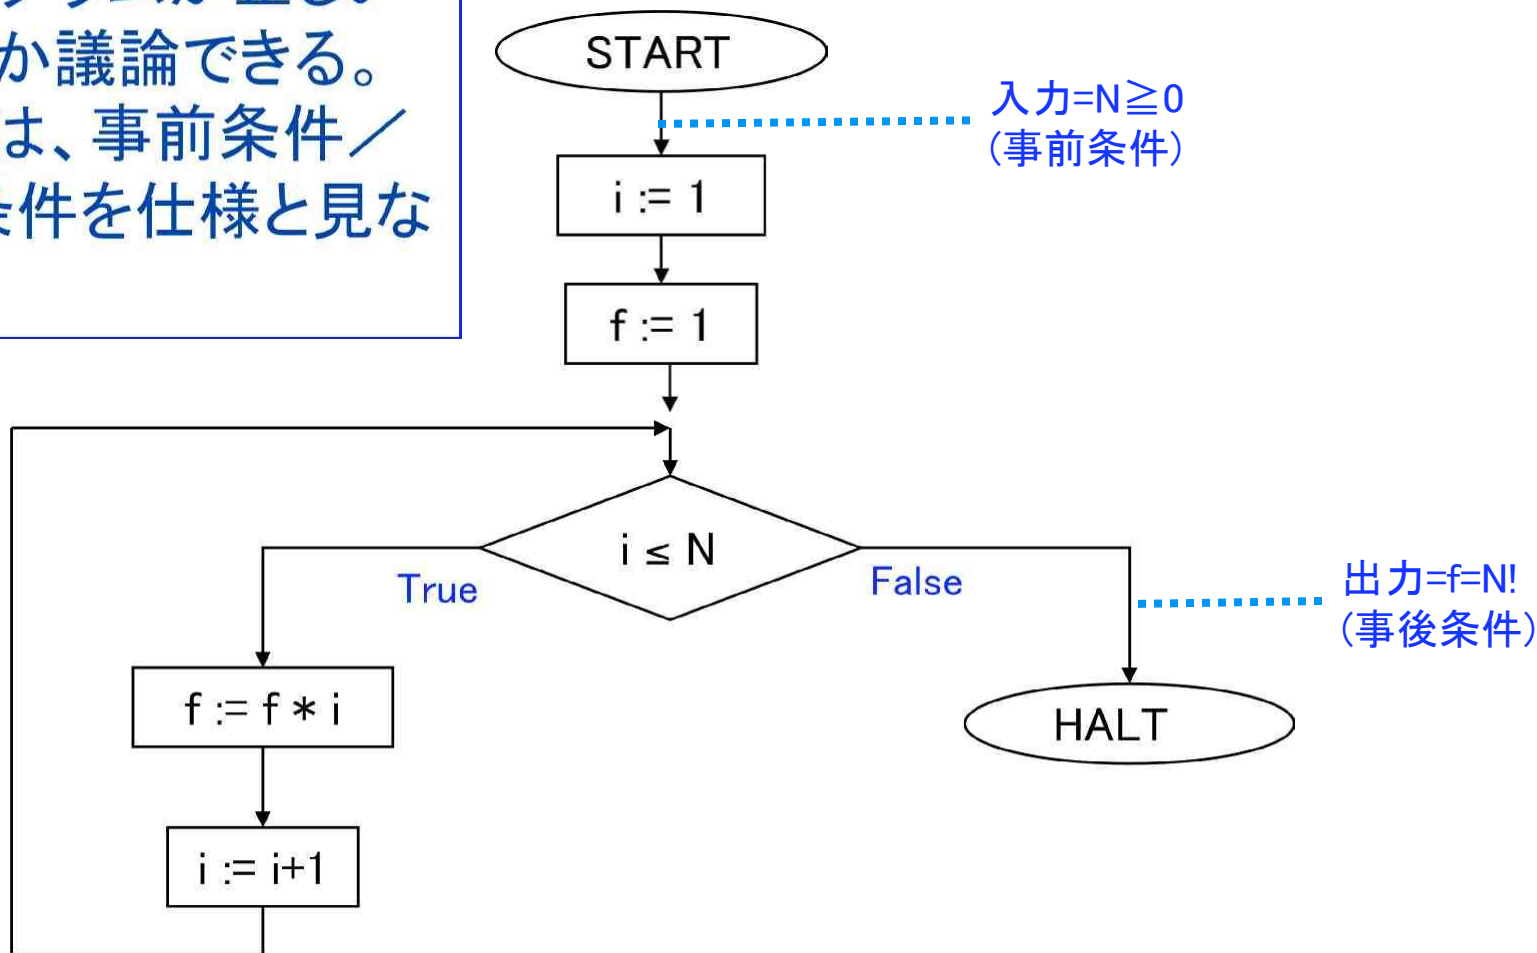 か議論できる。
は、事前条件／
条件を仕様と見な
START
入力=N≧0
(事前条件)
i := 1
f := 1
i ≤ N
True
False
出力=f=N!
(事後条件)
f := f * i
HALT
i := i+1